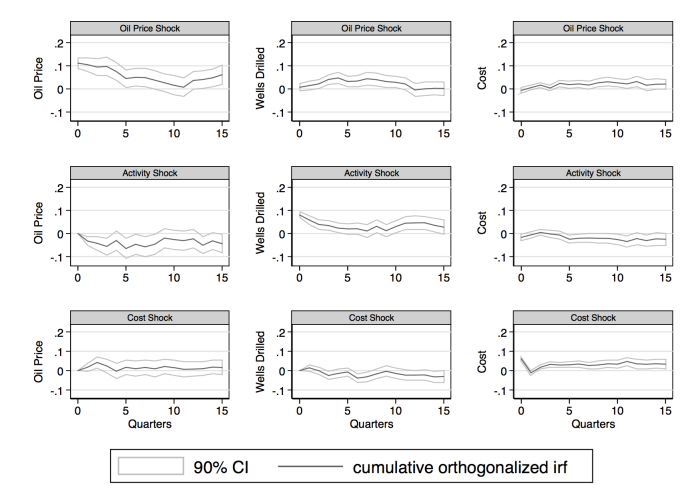 Oil Price Shock Oil Price Shock Oil Price Shock
Oil Price
.2
.1
0
-.1
0 5 10 15
Wells Drilled
.2
.1
0
-.1
0 5 10 15
Cost
.2
.1
0
-.1
0 5 10 15
Activity Shock Activity Shock Activity Shock
Oil Price
.2
.1
0
-.1
0 5 10 15
Wells Drilled
.2
.1
0
-.1
0 5 10 15
Cost
.2
.1
0
-.1
0 5 10 15
Cost Shock Cost Shock Cost Shock
Oil Price
.2
.1
0
-.1
0 5 10 15
Quarters
Wells Drilled
.2
.1
0
-.1
0 5 10 15
Quarters
Cost
.2
.1
0
-.1
0 5 10 15
Quarters
90% CI cumulative orthogonalized irf